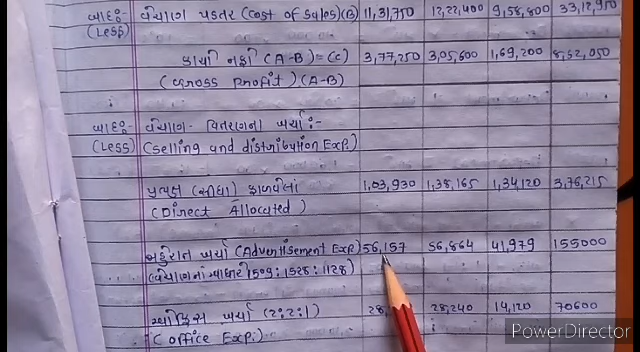 બાદઃ વેચાણ પડતર (Cost of Sales)(B) 11,31,750 12,22,400 9,58,800 33,12,950
(Less)
કાચો નફો (A-B)=(C) 3,77,250 3,05,600 1,69,200 8,52,050
(Gross Profit)(A-B)
બાદઃ વેચાણ- વિતરણના ખર્ચા:-
(Less) (Selling and distribution Exp.)
પ્રત્યક્ષ (સીધા) ફાળવેલાં 1,03,930 1,38,165 1,34,120 3,76,215
(Direct Allocated)
જાહેરાત ખર્ચા (Advertisement Exp.) 56,157 56,864 41,979 155000
(વેચાણના આધારે 1509:1528:1128)
ઓફિસ ખર્ચા (2:2:1) 28, 28,240 14,120 70600
(Office Exp.)
PowerDirector